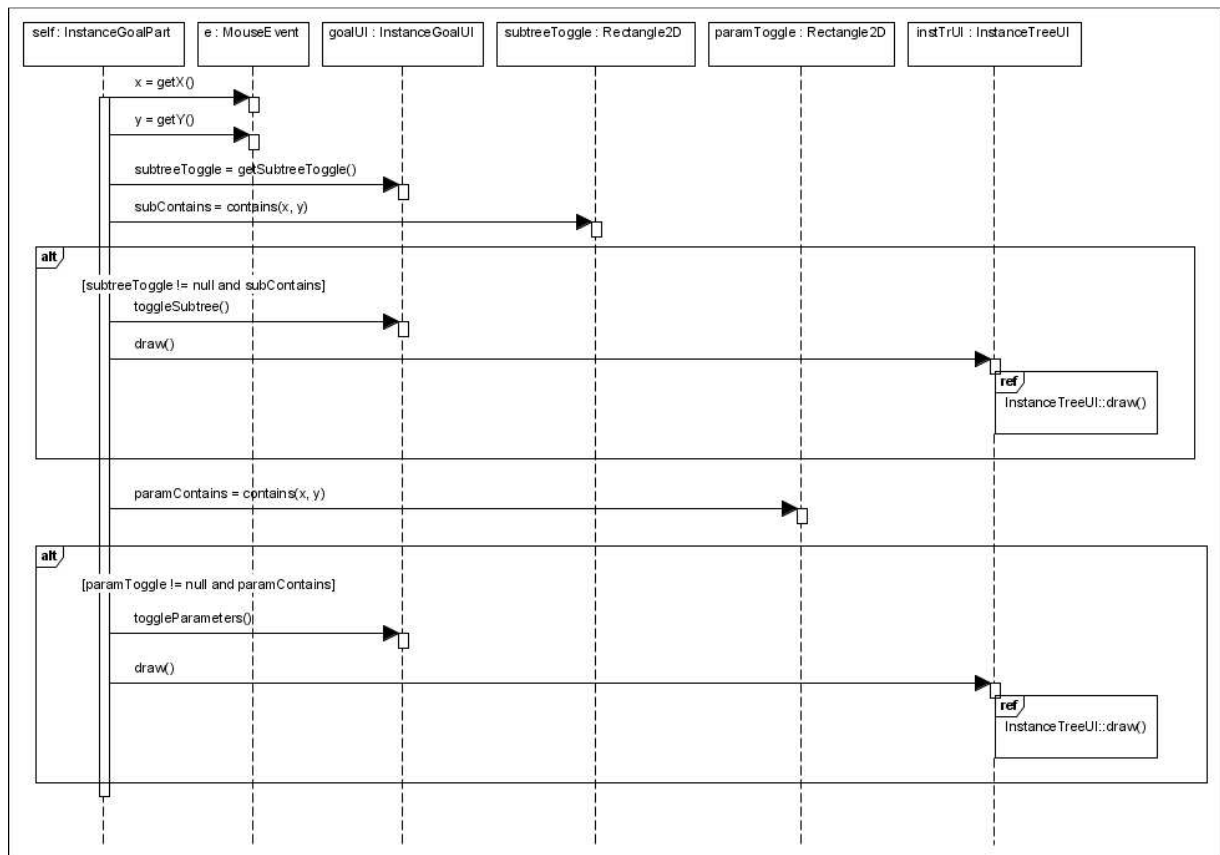 self : InstanceGoalPart
e : MouseEvent
goalUI : InstanceGoalUI
subtreeToggle : Rectangle2D
paramToggle : Rectangle2D
instTrUI : InstanceTreeUI
x = getX()
y = getY()
subtreeToggle = getSubtreeToggle()
subContains = contains(x, y)
alt
[subtreeToggle != null and subContains]
toggleSubtree()
draw()
ref
InstanceTreeUI::draw()
paramContains = contains(x, y)
alt
[paramToggle != null and paramContains]
toggleParameters()
draw()
ref
InstanceTreeUI::draw()